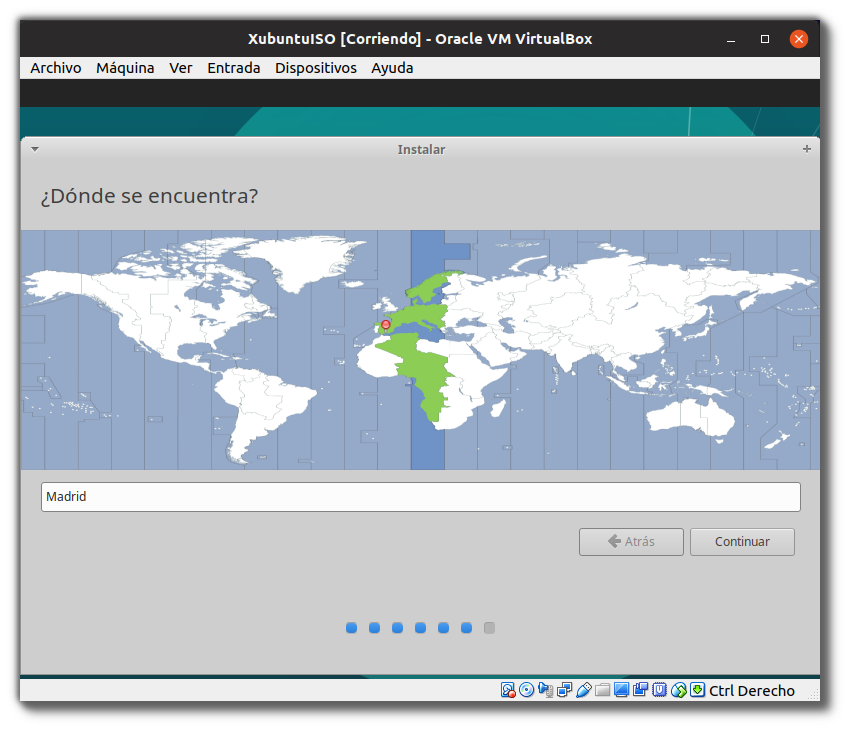 XubuntuISO [Corriendo] - Oracle VM VirtualBox
Archivo Máquina Ver Entrada Dispositivos Ayuda
Instalar
¿Dónde se encuentra?
Madrid
Atrás Continuar
Ctrl Derecho